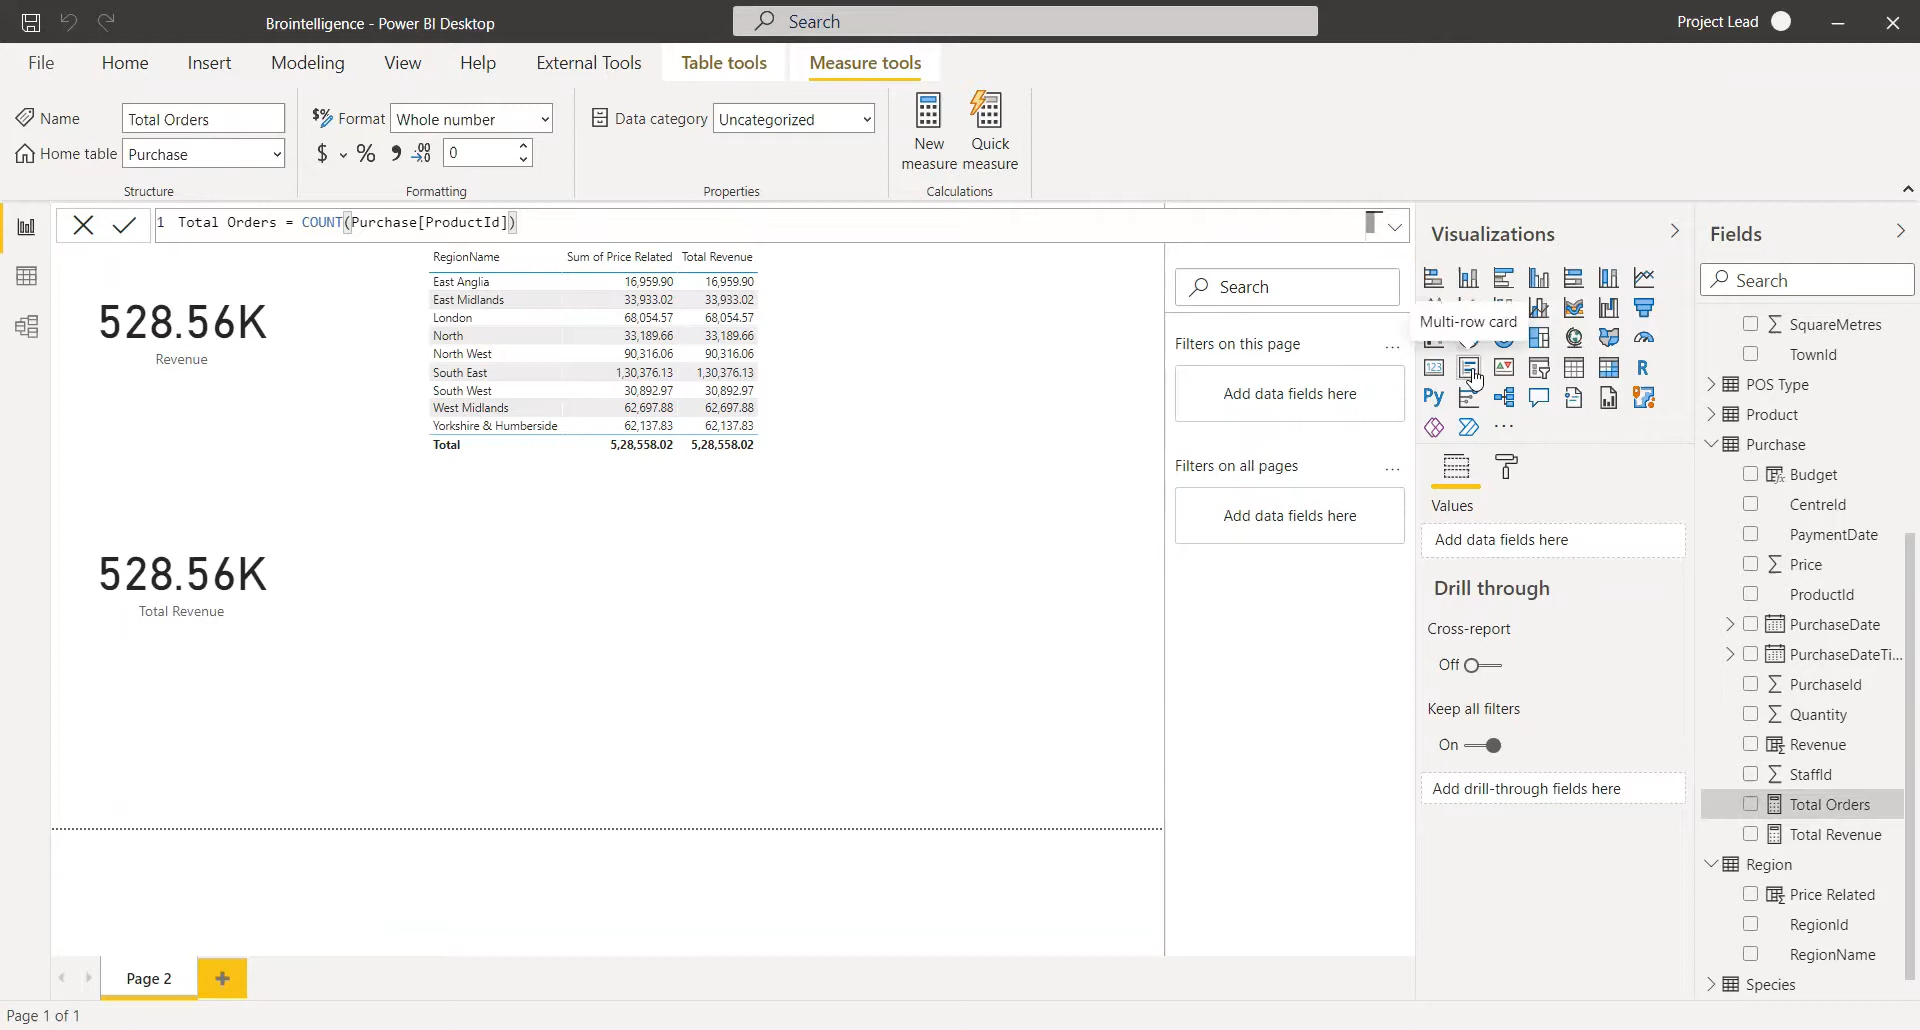 Brointelligence - Power BI Desktop
Search
Project Lead
File
Home
Insert
Modeling
View
Help
External Tools
Table tools
Measure tools
Name
Total Orders
Home table
Purchase
Structure
Format
Whole number
$
%
0
Formatting
Data category
Uncategorized
Properties
New measure
Quick measure
Calculations
1 Total Orders = COUNT(Purchase[ProductId])
528.56K
Revenue
528.56K
Total Revenue
RegionName Sum of Price Related Total Revenue
East Anglia 16,959.90 16,959.90
East Midlands 33,933.02 33,933.02
London 68,054.57 68,054.57
North 33,189.66 33,189.66
North West 90,316.06 90,316.06
South East 1,30,376.13 1,30,376.13
South West 30,892.97 30,892.97
West Midlands 62,697.88 62,697.88
Yorkshire & Humberside 62,137.83 62,137.83
Total 5,28,558.02 5,28,558.02
Search
Filters on this page
...
Add data fields here
Filters on all pages
...
Add data fields here
Visualizations
Multi-row card
123
R
Py
...
Values
Add data fields here
Drill through
Cross-report
Off
Keep all filters
On
Add drill-through fields here
Fields
Search
SquareMetres
TownId
POS Type
Product
Purchase
Budget
CentreId
PaymentDate
Price
ProductId
PurchaseDate
PurchaseDateTi...
PurchaseId
Quantity
Revenue
StaffId
Total Orders
Total Revenue
Region
Price Related
RegionId
RegionName
Species
Page 2
Page 1 of 1